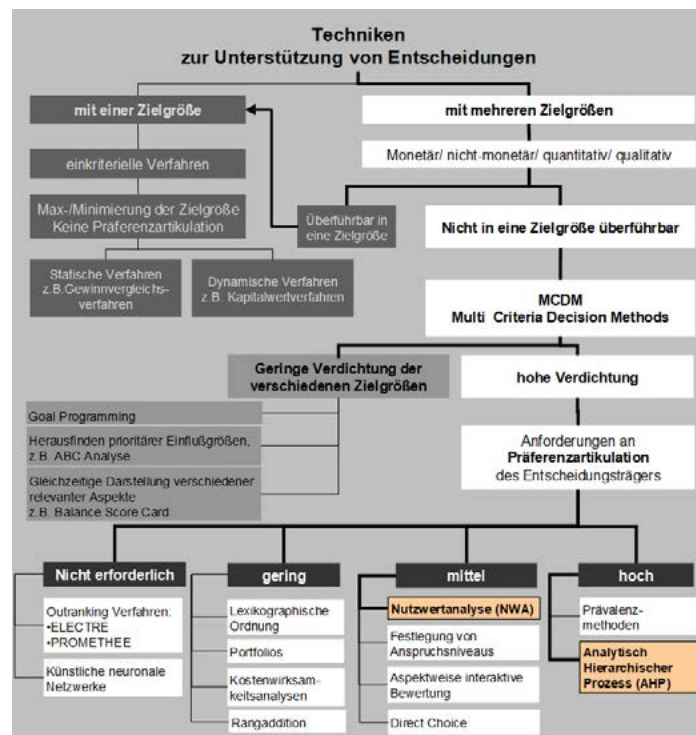 Techniken
zur Unterstützung von Entscheidungen
mit einer Zielgröße
mit mehreren Zielgrößen
einkriterielle Verfahren
Monetär/ nicht-monetär/ quantitativ/ qualitativ
Max-/Minimierung der Zielgröße
Keine Präferenzartikulation
Überführbar in
eine Zielgröße
Nicht in eine Zielgröße überführbar
Statische Verfahren
z.B.Gewinnvergleichs-
verfahren
Dynamische Verfahren
z.B. Kapitalwertverfahren
MCDM
Multi Criteria Decision Methods
Geringe Verdichtung der
verschiedenen Zielgrößen
hohe Verdichtung
Goal Programming
Herausfinden prioritärer Einflußgrößen,
z.B. ABC Analyse
Gleichzeitige Darstellung verschiedener
relevanter Aspekte
z.B. Balance Score Card
Anforderungen an
Präferenzartikulation
des Entscheidungsträgers
Nicht erforderlich
Outranking Verfahren:
•ELECTRE
•PROMETHEE
Künstliche neuronale
Netzwerke
gering
Lexikographische
Ordnung
Portfolios
Kostenwirksam-
keitsanalysen
Rangaddition
mittel
Nutzwertanalyse (NWA)
Festlegung von
Anspruchsniveaus
Aspektweise interaktive
Bewertung
Direct Choice
hoch
Prävalenz-
methoden
Analytisch
Hierarchischer
Prozess (AHP)